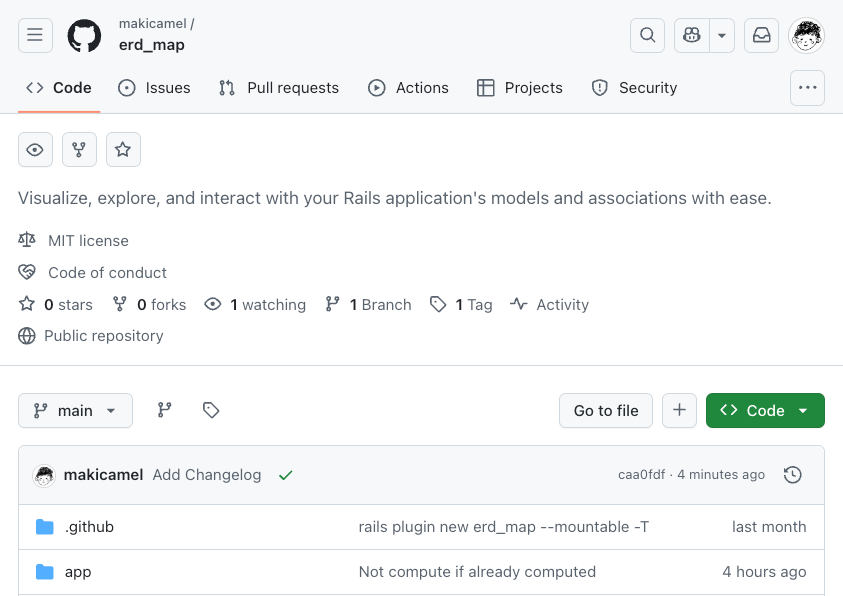 makicamel /
erd_map
Code Issues Pull requests Actions Projects Security
Visualize, explore, and interact with your Rails application's models and associations with ease.
MIT license
Code of conduct
0 stars 0 forks 1 watching 1 Branch 1 Tag Activity
Public repository
main Go to file Code
makicamel Add Changelog caa0fdf · 4 minutes ago
.github rails plugin new erd_map --mountable -T last month
app Not compute if already computed 4 hours ago